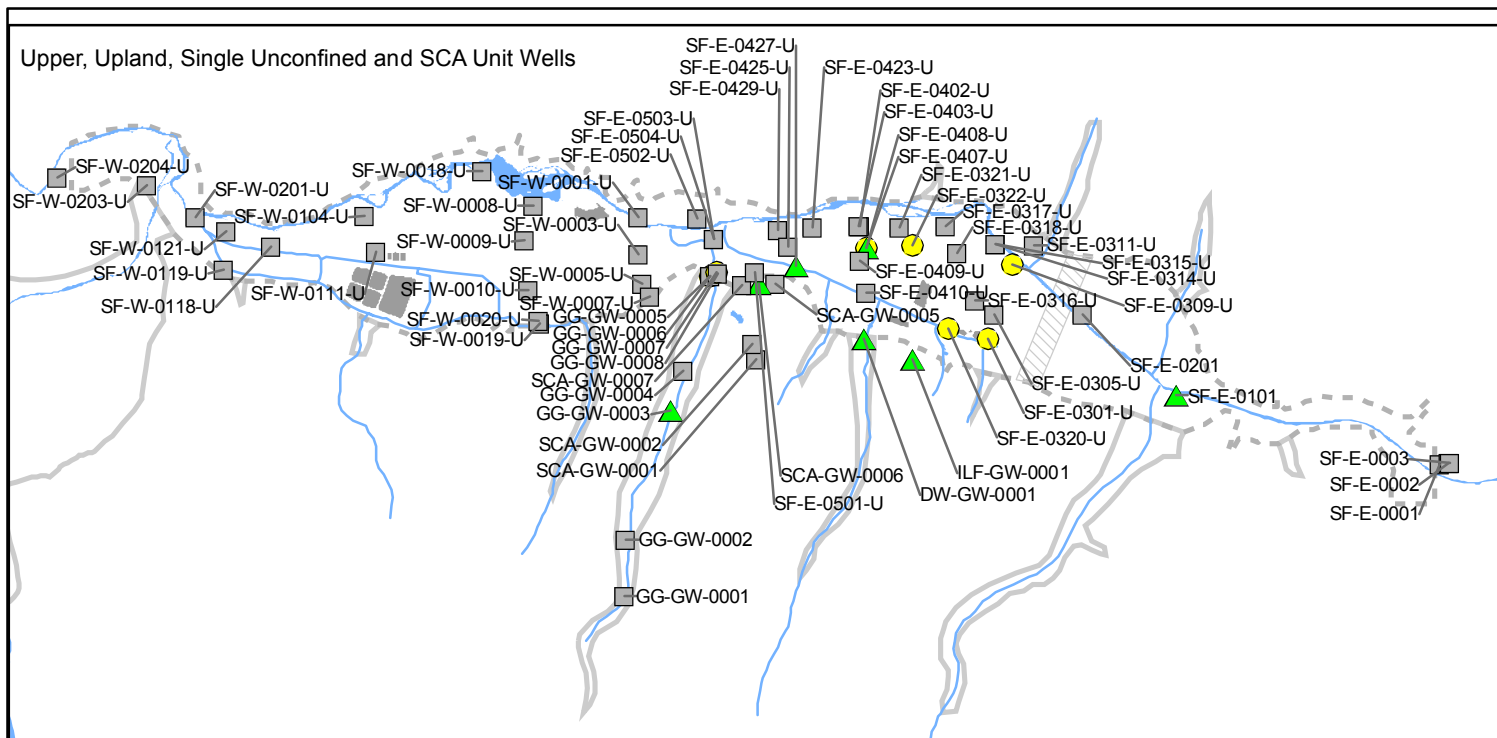 Upper, Upland, Single Unconfined and SCA Unit Wells
SF-E-0427-U
SF-E-0425-U
SF-E-0429-U
SF-E-0423-U
SF-E-0402-U
SF-E-0403-U
SF-E-0408-U
SF-E-0407-U
SF-E-0321-U
SF-E-0322-U
SF-E-0317-U
SF-E-0318-U
SF-E-0311-U
SF-E-0315-U
SF-E-0314-U
SF-E-0309-U
SF-E-0503-U
SF-E-0504-U
SF-E-0502-U
SF-W-0001-U
SF-W-0018-U
SF-W-0008-U
SF-W-0003-U
SF-W-0204-U
SF-W-0203-U
SF-W-0201-U
SF-W-0104-U
SF-W-0121-U
SF-W-0119-U
SF-W-0118-U
SF-W-0111-U
SF-W-0009-U
SF-W-0005-U
SF-W-0010-U
SF-W-0007-U
SF-W-0020-U
SF-W-0019-U
GG-GW-0005
GG-GW-0006
GG-GW-0007
GG-GW-0008
SCA-GW-0007
GG-GW-0004
GG-GW-0003
SCA-GW-0002
SCA-GW-0001
SF-E-0409-U
SF-E-0410-U
SF-E-0316-U
SCA-GW-0005
SF-E-0201
SF-E-0305-U
SF-E-0101
SF-E-0301-U
SF-E-0320-U
ILF-GW-0001
DW-GW-0001
SCA-GW-0006
SF-E-0501-U
SF-E-0003
SF-E-0002
SF-E-0001
GG-GW-0002
GG-GW-0001